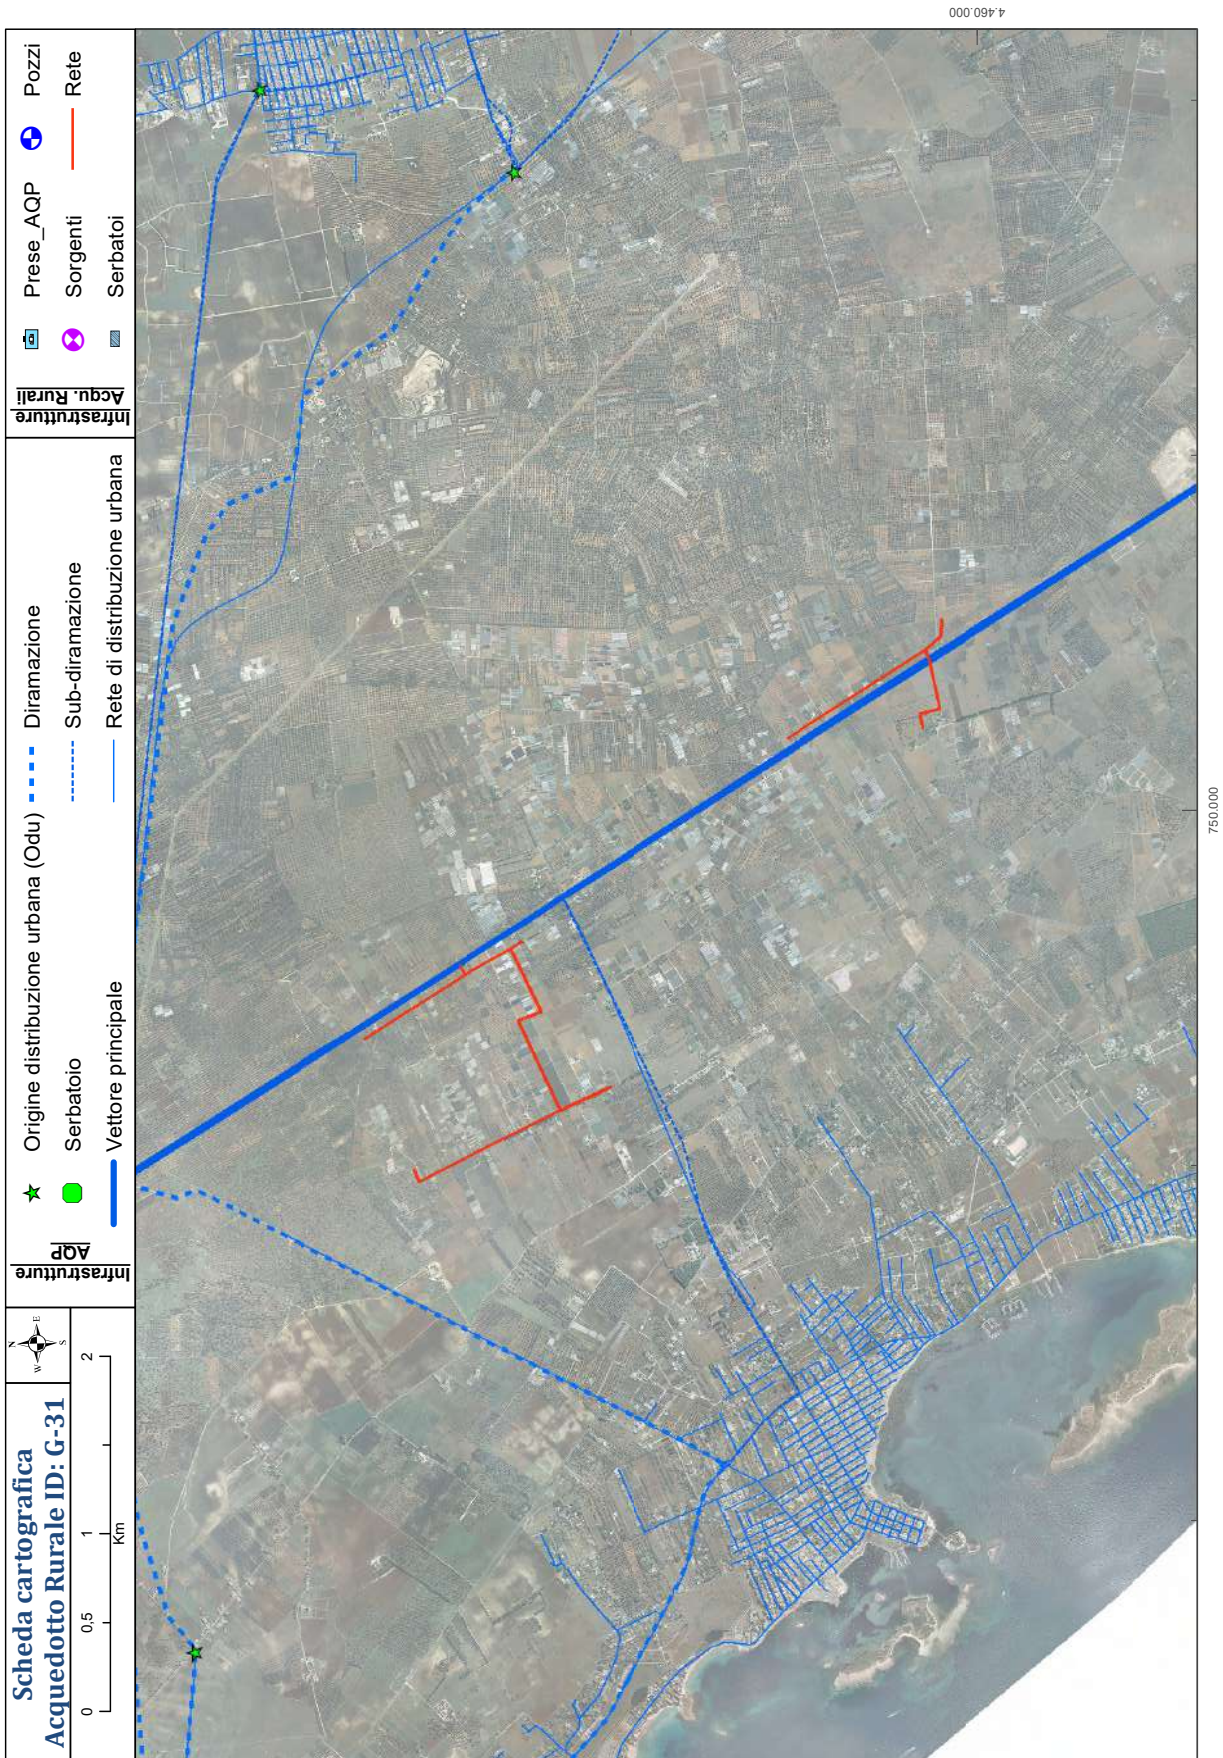 Scheda cartografica
Acquedotto Rurale ID: G-31
0 0,5 1 2
Km
N
W E
S
Infrastrutture
AQP
Origine distribuzione urbana (Odu)
Serbatoio
Vettore principale
Diramazione
Sub-diramazione
Rete di distribuzione urbana
Infrastrutture
Acqu. Rurali
Prese_AQP
Sorgenti
Serbatoi
Pozzi
Rete
4.460.000
750.000